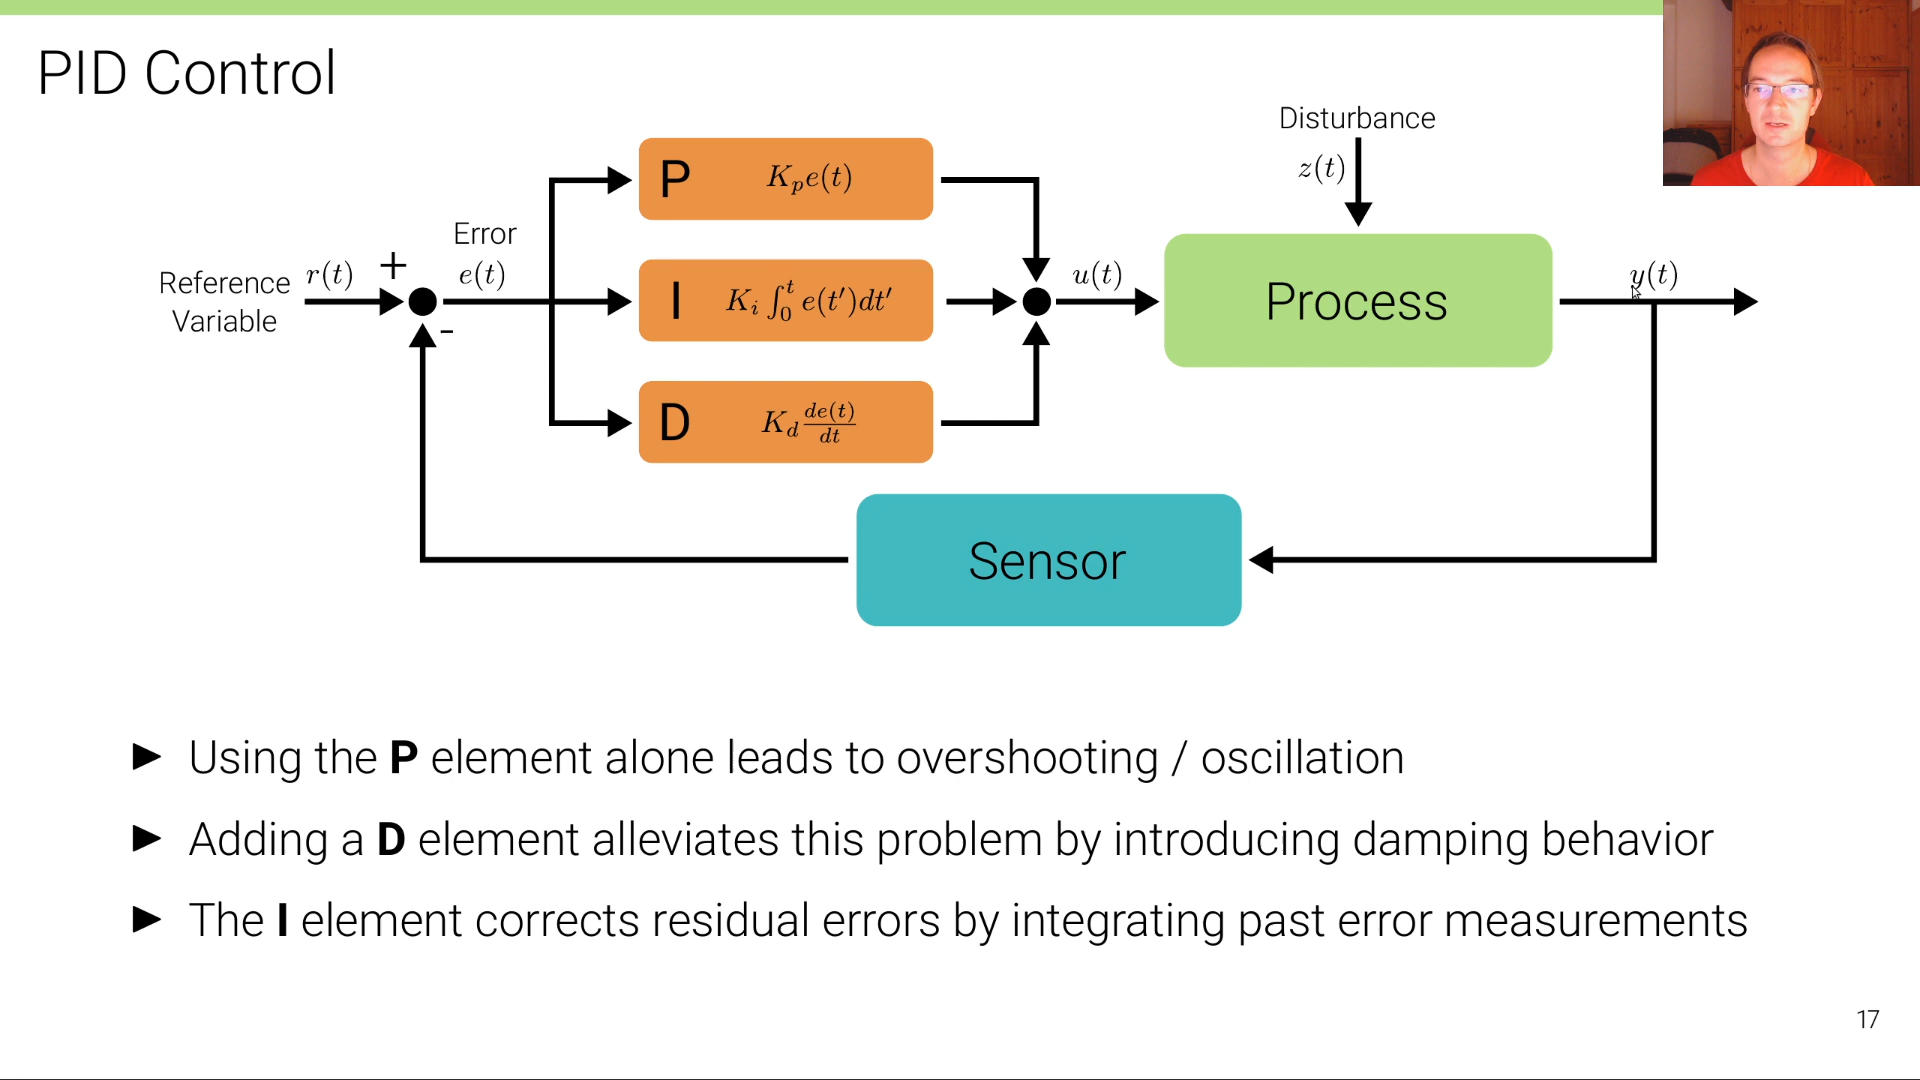 PID Control
Disturbance
z(t)
P K_p e(t)
Error
e(t)
Reference
Variable
r(t)
+
-
I K_i ∫_0^t e(t')dt'
u(t)
Process
y(t)
D K_d de(t)/dt
Sensor
► Using the P element alone leads to overshooting / oscillation
► Adding a D element alleviates this problem by introducing damping behavior
► The I element corrects residual errors by integrating past error measurements
17